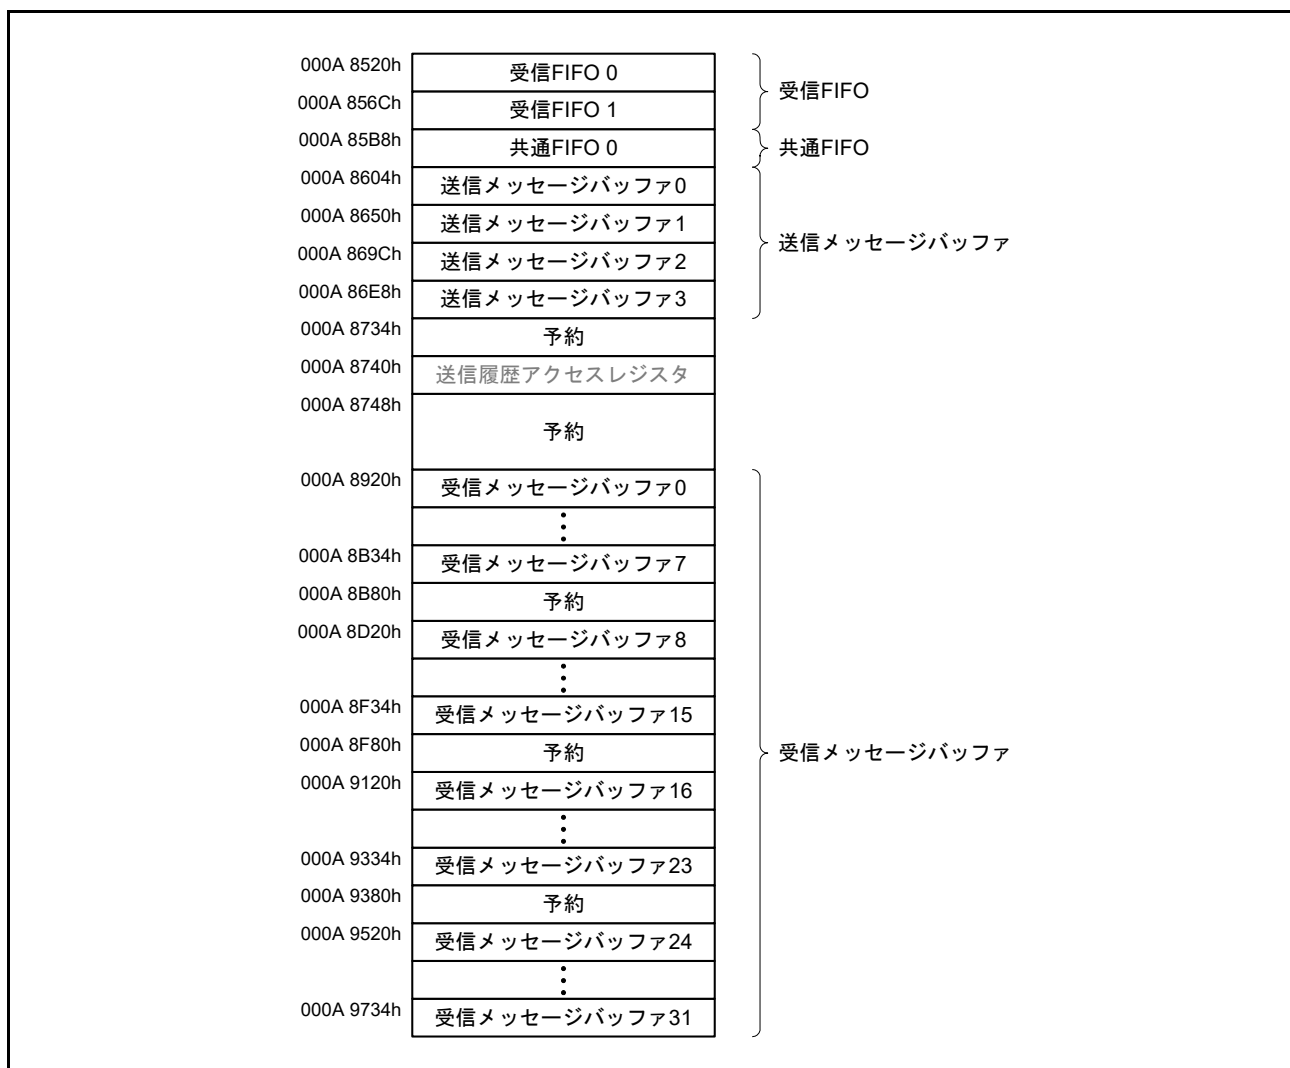 000A 8520h 受信FIFO 0
000A 856Ch 受信FIFO 1
受信FIFO
000A 85B8h 共通FIFO 0
共通FIFO
000A 8604h 送信メッセージバッファ0
000A 8650h 送信メッセージバッファ1
000A 869Ch 送信メッセージバッファ2
000A 86E8h 送信メッセージバッファ3
送信メッセージバッファ
000A 8734h 予約
000A 8740h 送信履歴アクセスレジスタ
000A 8748h 予約
000A 8920h 受信メッセージバッファ0
000A 8B34h 受信メッセージバッファ7
000A 8B80h 予約
000A 8D20h 受信メッセージバッファ8
000A 8F34h 受信メッセージバッファ15
000A 8F80h 予約
000A 9120h 受信メッセージバッファ16
000A 9334h 受信メッセージバッファ23
000A 9380h 予約
000A 9520h 受信メッセージバッファ24
000A 9734h 受信メッセージバッファ31
受信メッセージバッファ